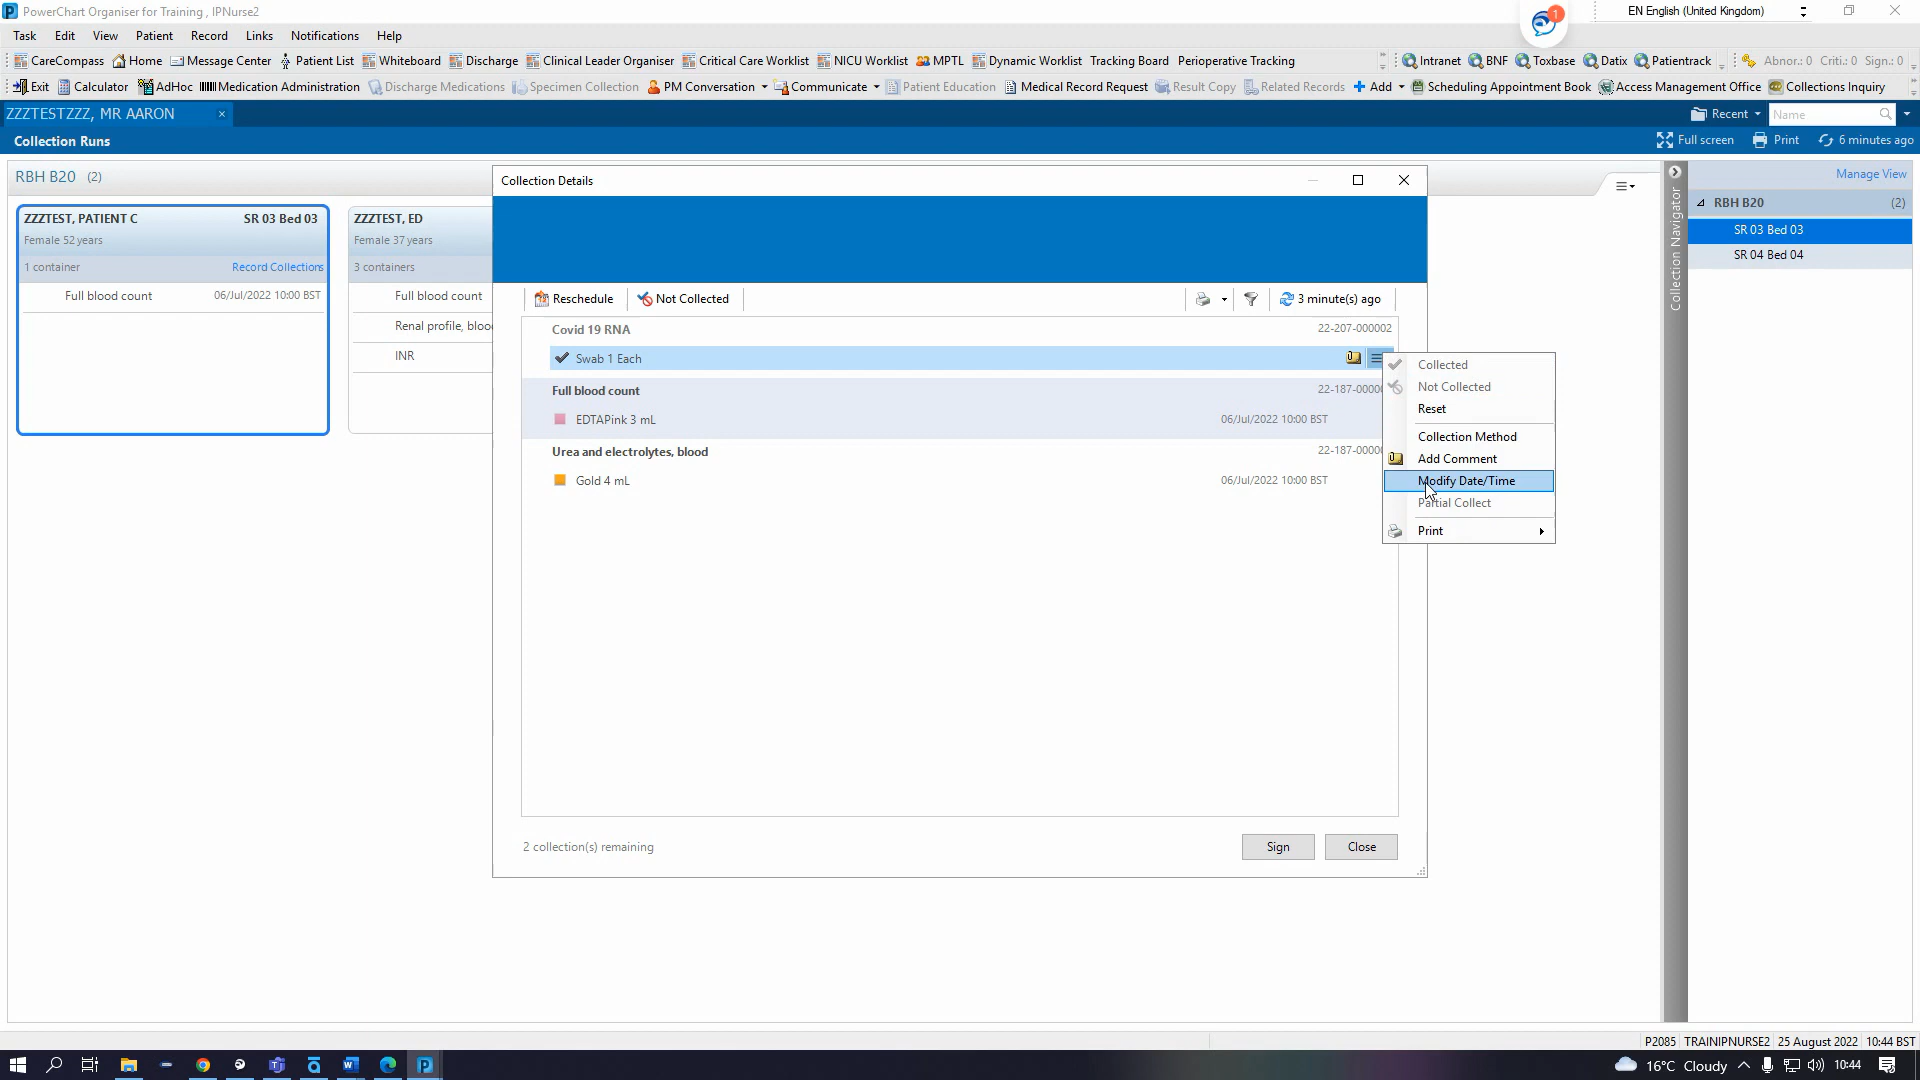 PowerChart Organiser for Training , IPNurse2
1
EN English (United Kingdom)
Task Edit View Patient Record Links Notifications Help
CareCompass Home Message Center Patient List Whiteboard Discharge Clinical Leader Organiser Critical Care Worklist NICU Worklist MPTL Dynamic Worklist Tracking Board Perioperative Tracking Intranet BNF Toxbase Datix Patientrack Abnor.: 0 Criti.: 0 Sign.: 0
Exit Calculator AdHoc Medication Administration Discharge Medications Specimen Collection PM Conversation Communicate Patient Education Medical Record Request Result Copy Related Records Add Scheduling Appointment Book Access Management Office Collections Inquiry
ZZZTESTZZZ, MR AARON
Recent Name
Collection Runs
Full screen Print 6 minutes ago
RBH B20 (2)
ZZZTEST, PATIENT C SR 03 Bed 03
Female 52 years
1 container Record Collections
Full blood count 06/Jul/2022 10:00 BST
ZZZTEST, ED
Female 37 years
3 containers
Full blood count
Renal profile, bloo
INR
Collection Details
Reschedule Not Collected 3 minute(s) ago
Covid 19 RNA 22-207-000002
Swab 1 Each
Full blood count 22-187-0000
EDTAPink 3 mL 06/Jul/2022 10:00 BST
Urea and electrolytes, blood 22-187-0000
Gold 4 mL 06/Jul/2022 10:00 BST
2 collection(s) remaining
Sign Close
Collected
Not Collected
Reset
Collection Method
Add Comment
Modify Date/Time
Partial Collect
Print
Collection Navigator
Manage View
RBH B20 (2)
SR 03 Bed 03
SR 04 Bed 04
P2085 TRAINIPNURSE2 25 August 2022 10:44 BST
16°C Cloudy 10:44